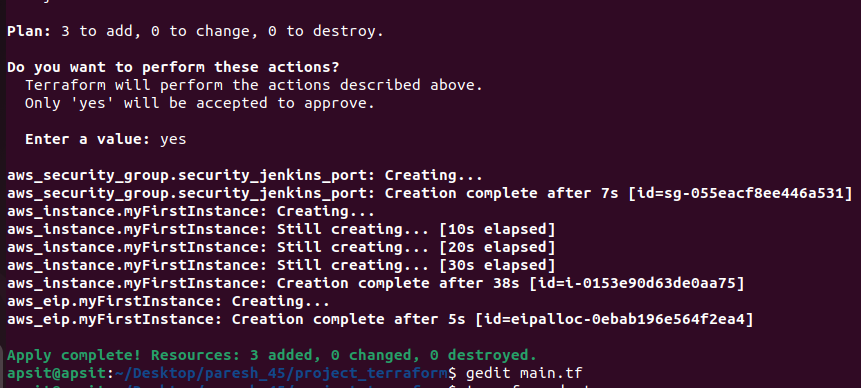 Plan: 3 to add, 0 to change, 0 to destroy.
Do you want to perform these actions?
Terraform will perform the actions described above.
Only 'yes' will be accepted to approve.
Enter a value: yes
aws_security_group.security_jenkins_port: Creating...
aws_security_group.security_jenkins_port: Creation complete after 7s [id=sg-055eacf8ee446a531]
aws_instance.myFirstInstance: Creating...
aws_instance.myFirstInstance: Still creating... [10s elapsed]
aws_instance.myFirstInstance: Still creating... [20s elapsed]
aws_instance.myFirstInstance: Still creating... [30s elapsed]
aws_instance.myFirstInstance: Creation complete after 38s [id=i-0153e90d63de0aa75]
aws_eip.myFirstInstance: Creating...
aws_eip.myFirstInstance: Creation complete after 5s [id=eipalloc-0ebab196e564f2ea4]
Apply complete! Resources: 3 added, 0 changed, 0 destroyed.
apsit@apsit:~/Desktop/paresh_45/project_terraform$ gedit main.tf